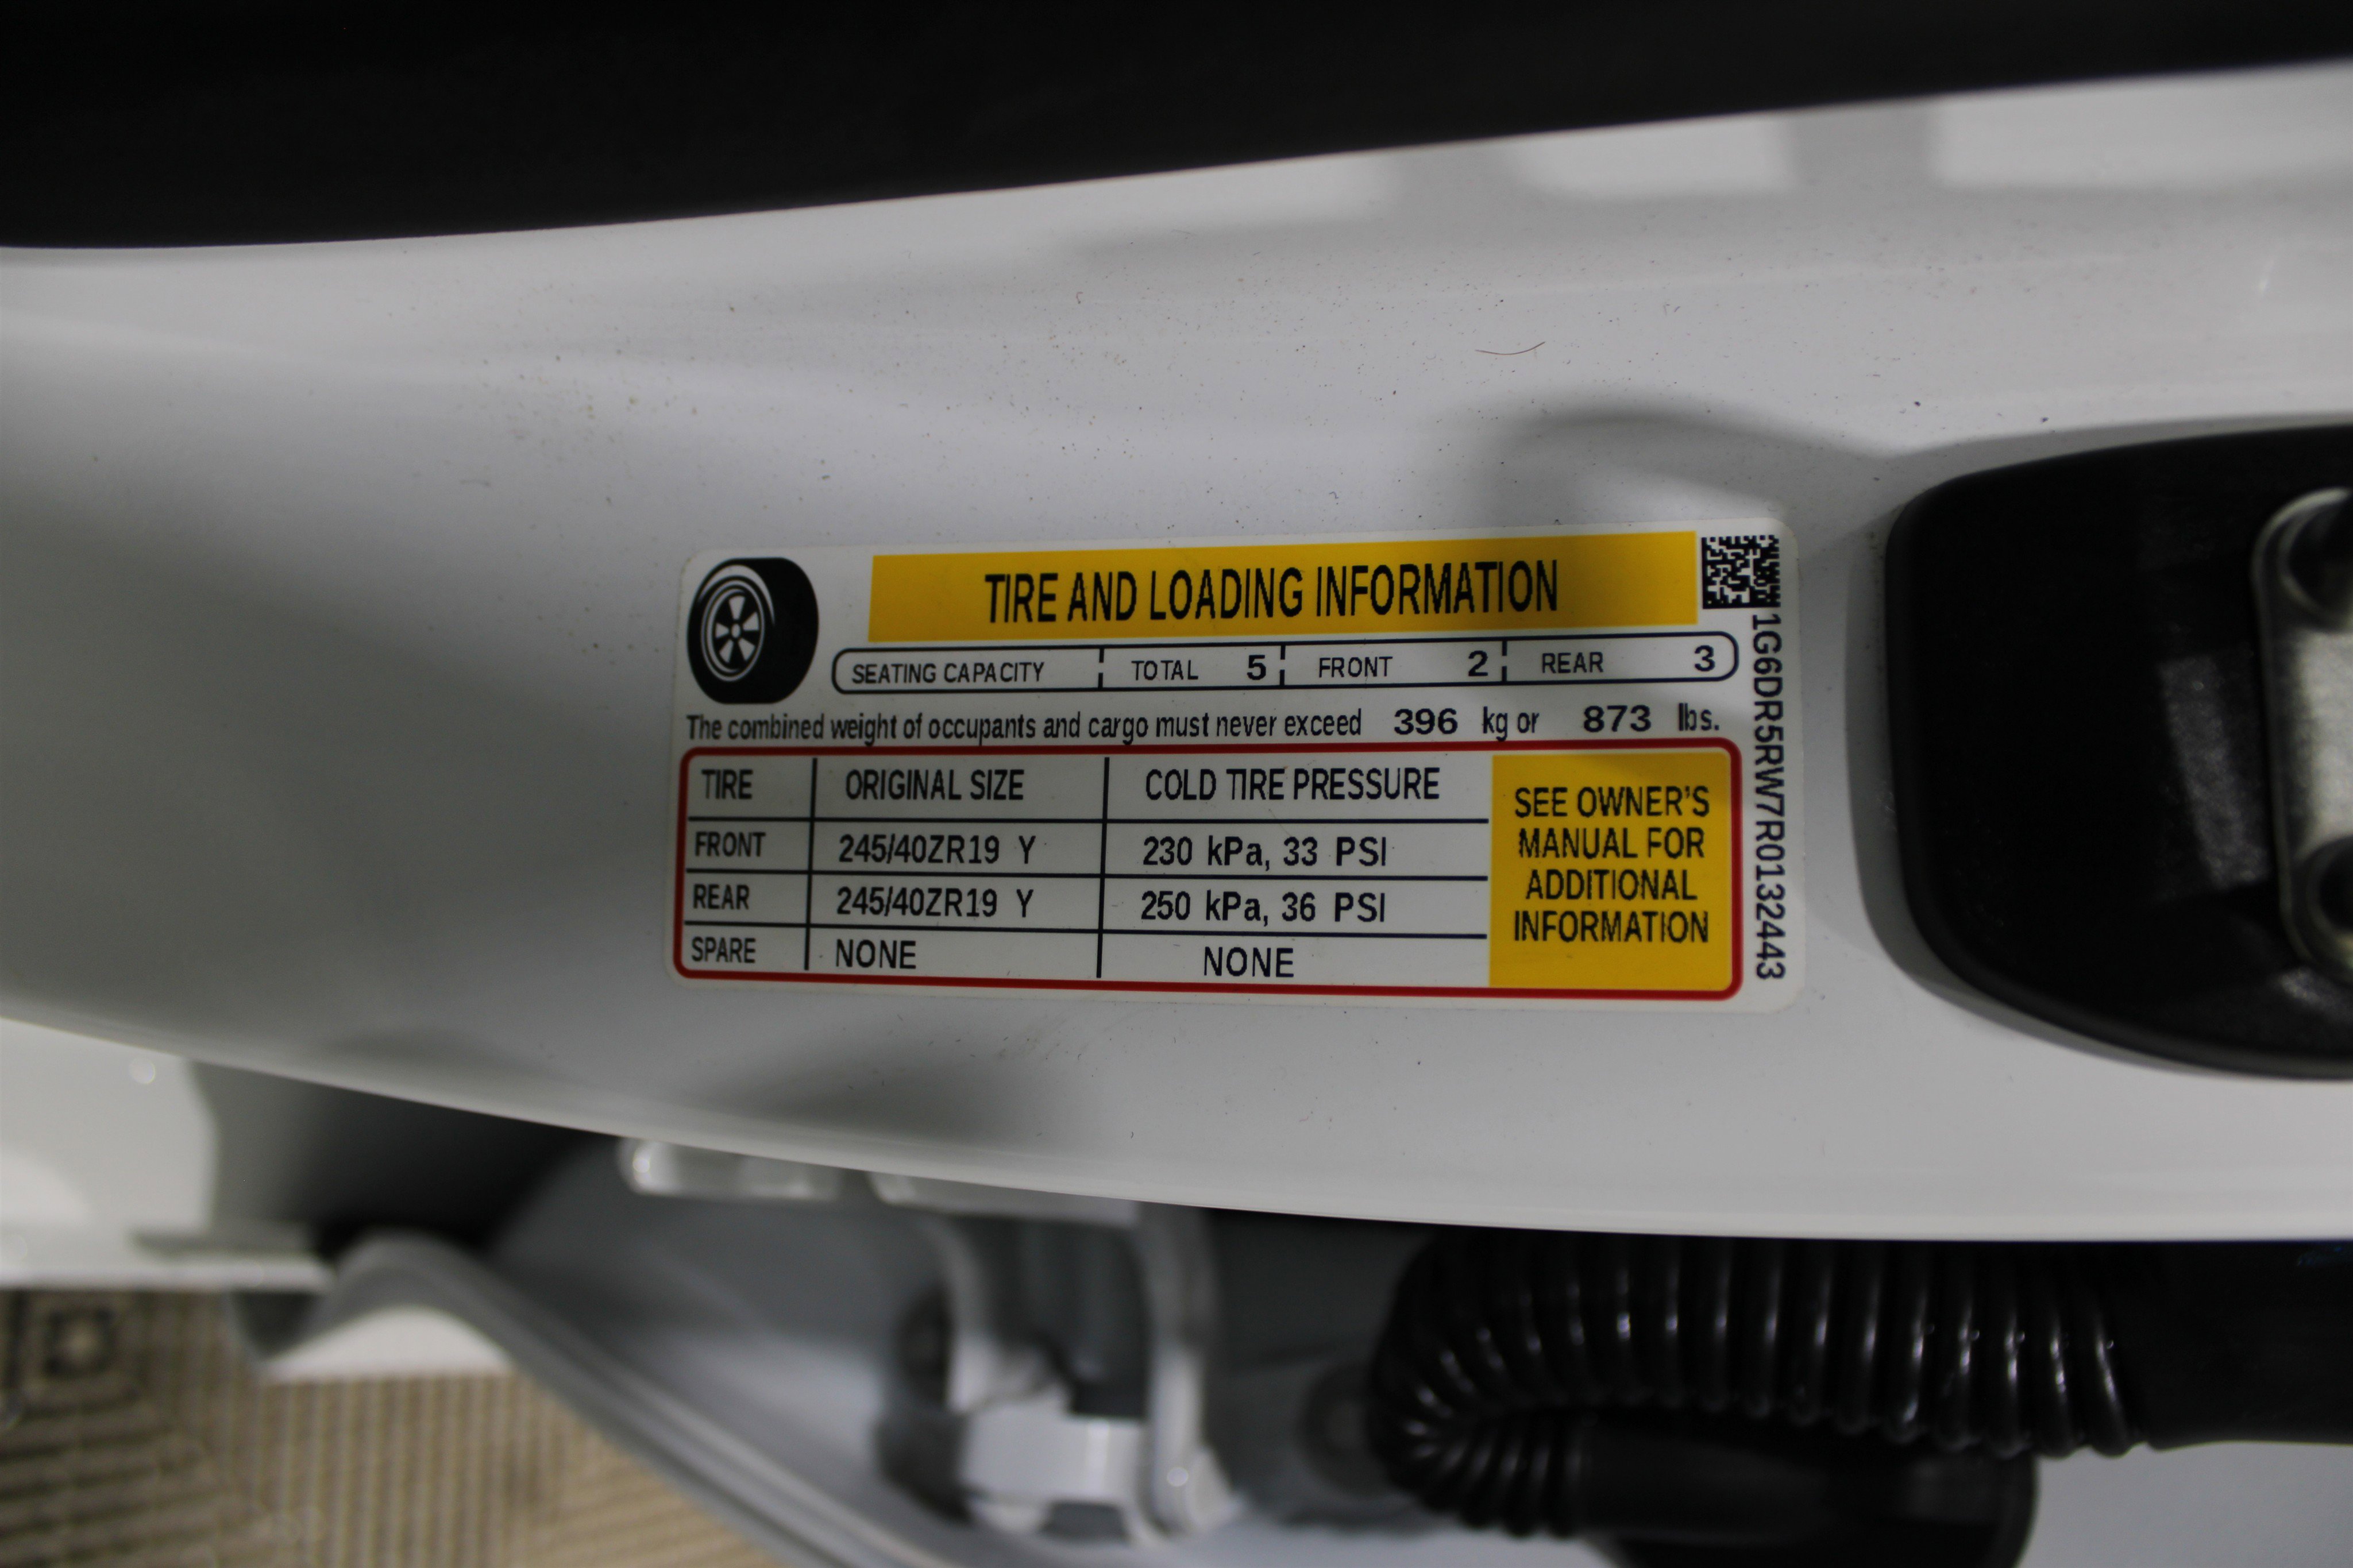 TIRE AND LOADING INFORMATION
SEATING CAPACITY TOTAL 5 FRONT 2 REAR 3
The combined weight of occupants and cargo must never exceed 396 kg or 873 lbs.
TIRE ORIGINAL SIZE COLD TIRE PRESSURE
FRONT 245/40ZR19 Y 230 kPa, 33 PSI
REAR 245/40ZR19 Y 250 kPa, 36 PSI
SPARE NONE NONE
SEE OWNER'S
MANUAL FOR
ADDITIONAL
INFORMATION
1G6DR5RW7R0132443